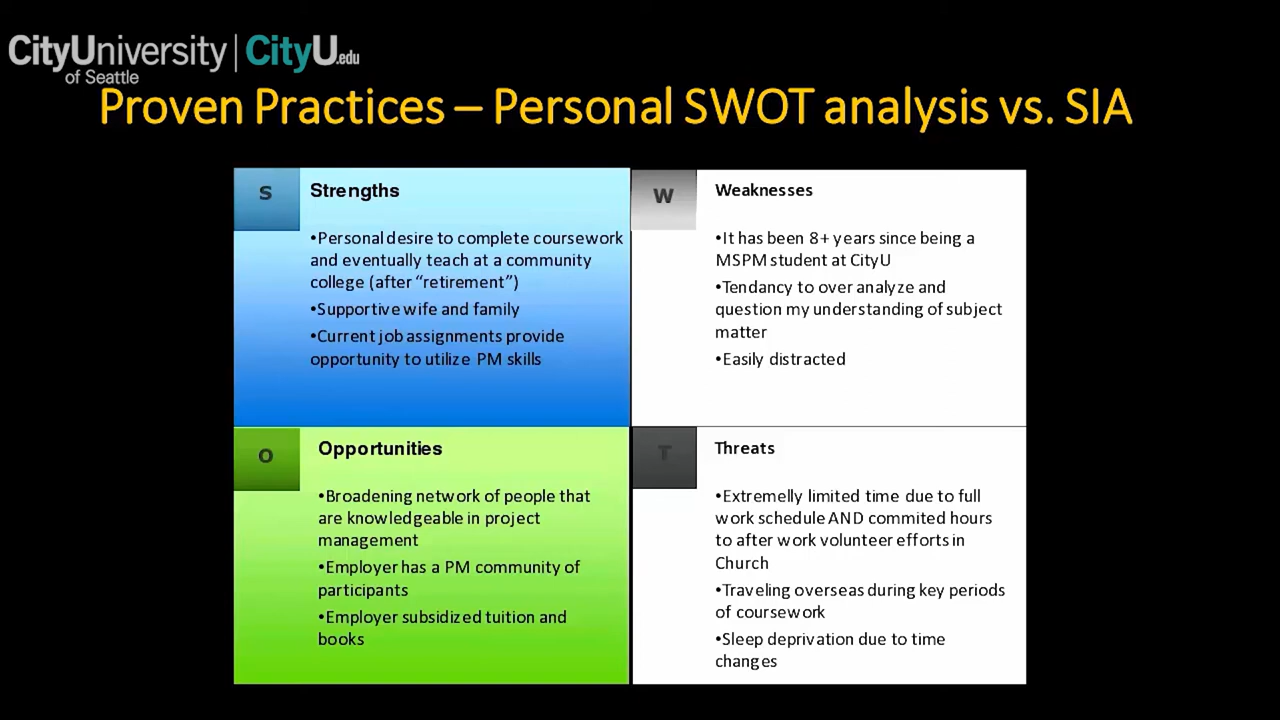 CityUniversity | CityU.edu
of Seattle
Proven Practices – Personal SWOT analysis vs. SIA
S
Strengths
•Personal desire to complete coursework
and eventually teach at a community
college (after “retirement”)
•Supportive wife and family
•Current job assignments provide
opportunity to utilize PM skills
W
Weaknesses
•It has been 8+ years since being a
MSPM student at CityU
•Tendancy to over analyze and
question my understanding of subject
matter
•Easily distracted
O
Opportunities
•Broadening network of people that
are knowledgeable in project
management
•Employer has a PM community of
participants
•Employer subsidized tuition and
books
T
Threats
•Extremelly limited time due to full
work schedule AND commited hours
to after work volunteer efforts in
Church
•Traveling overseas during key periods
of coursework
•Sleep deprivation due to time
changes